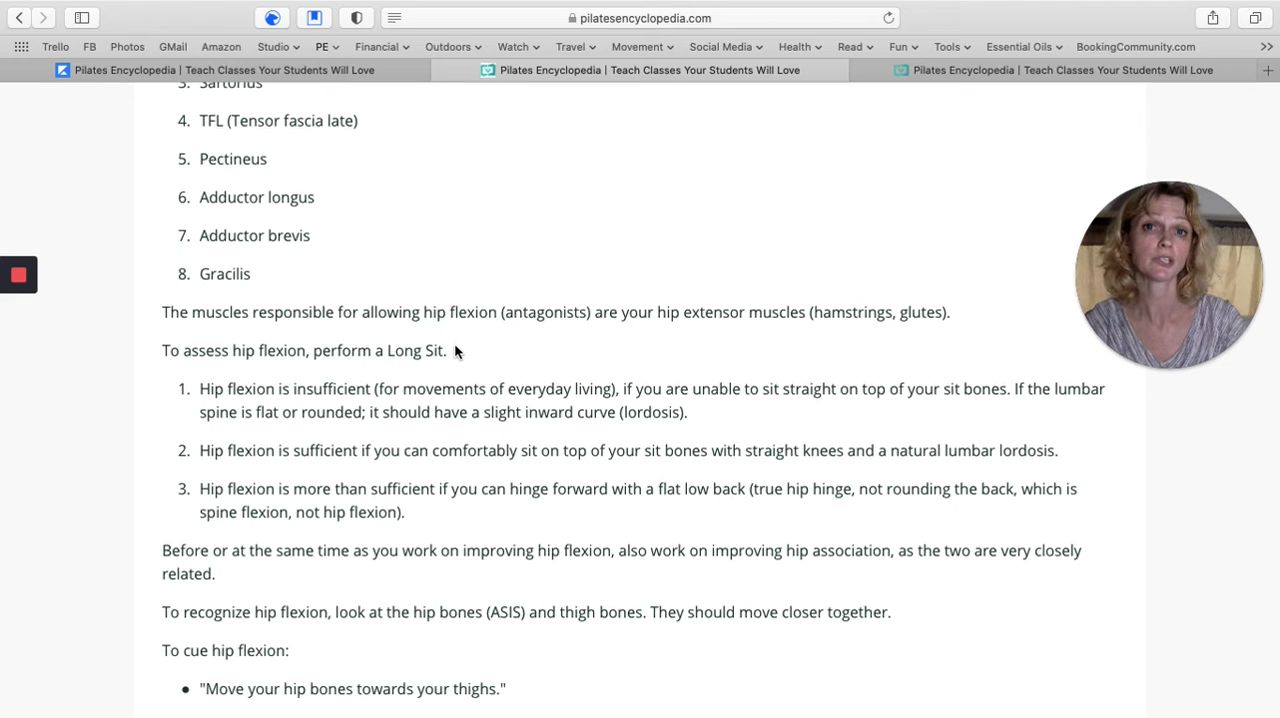 pilatesencyclopedia.com
Trello FB Photos GMail Amazon Studio PE Financial Outdoors Watch Travel Movement Social Media Health Read Fun Tools Essential Oils BookingCommunity.com
Pilates Encyclopedia | Teach Classes Your Students Will Love Pilates Encyclopedia | Teach Classes Your Students Will Love Pilates Encyclopedia | Teach Classes Your Students Will Love
3. Sartorius
4. TFL (Tensor fascia late)
5. Pectineus
6. Adductor longus
7. Adductor brevis
8. Gracilis
The muscles responsible for allowing hip flexion (antagonists) are your hip extensor muscles (hamstrings, glutes).
To assess hip flexion, perform a Long Sit.
1. Hip flexion is insufficient (for movements of everyday living), if you are unable to sit straight on top of your sit bones. If the lumbar
spine is flat or rounded; it should have a slight inward curve (lordosis).
2. Hip flexion is sufficient if you can comfortably sit on top of your sit bones with straight knees and a natural lumbar lordosis.
3. Hip flexion is more than sufficient if you can hinge forward with a flat low back (true hip hinge, not rounding the back, which is
spine flexion, not hip flexion).
Before or at the same time as you work on improving hip flexion, also work on improving hip association, as the two are very closely
related.
To recognize hip flexion, look at the hip bones (ASIS) and thigh bones. They should move closer together.
To cue hip flexion:
• "Move your hip bones towards your thighs."